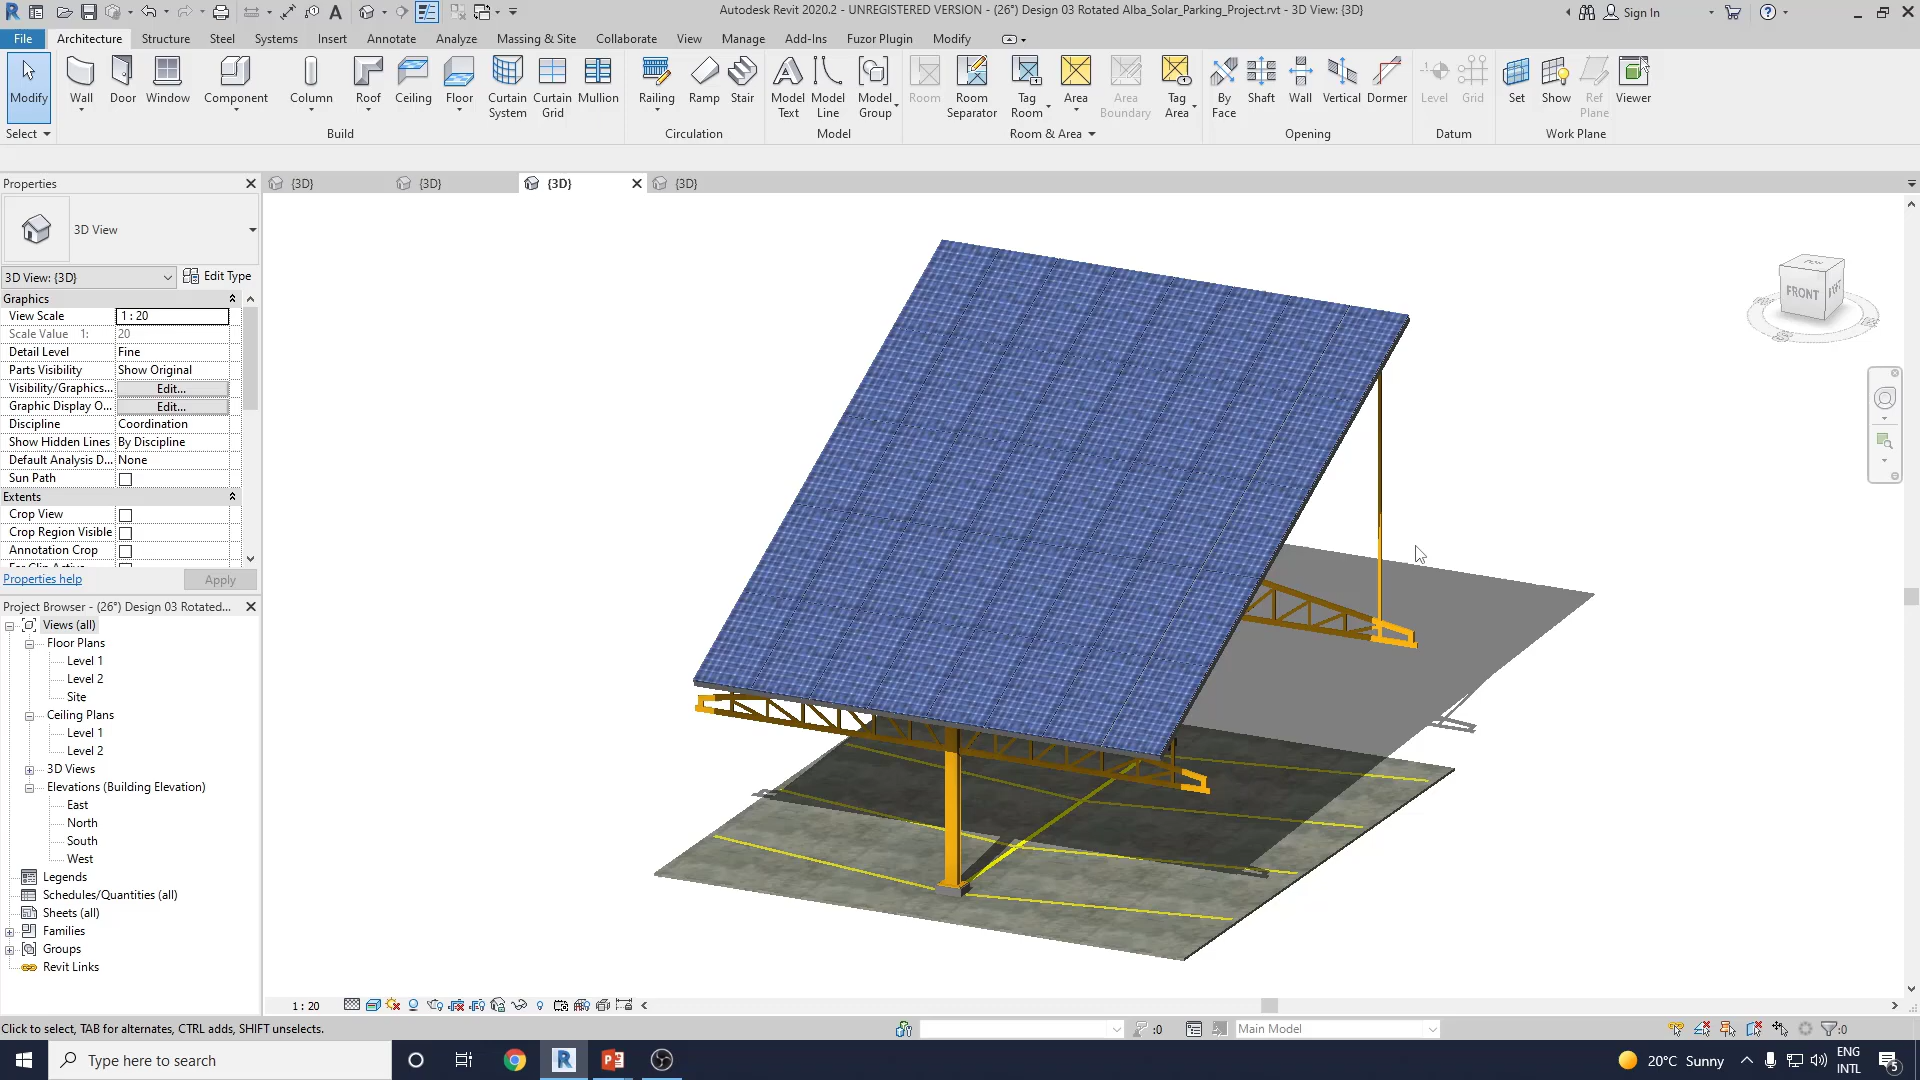 Autodesk Revit 2020.2 - UNREGISTERED VERSION - (26°) Design 03 Rotated Alba_Solar_Parking_Project.rvt - 3D View: {3D}
Sign In
File Architecture Structure Steel Systems Insert Annotate Analyze Massing & Site Collaborate View Manage Add-Ins Fuzor Plugin Modify
Modify Wall Door Window Component Column Roof Ceiling Floor Curtain System Curtain Grid Mullion Railing Ramp Stair Model Text Model Line Model Group Room Room Separator Tag Room Area Area Boundary Tag Area By Face Shaft Wall Vertical Dormer Level Grid Set Show Ref Plane Viewer
Select Build Circulation Model Room & Area Opening Datum Work Plane
Properties
{3D} {3D} {3D} {3D}
3D View
3D View: {3D} Edit Type
Graphics
View Scale 1 : 20
Scale Value 1: 20
Detail Level Fine
Parts Visibility Show Original
Visibility/Graphics... Edit...
Graphic Display O... Edit...
Discipline Coordination
Show Hidden Lines By Discipline
Default Analysis D... None
Sun Path
Extents
Crop View
Crop Region Visible
Annotation Crop
Properties help Apply
Project Browser - (26°) Design 03 Rotated...
Views (all)
Floor Plans
Level 1
Level 2
Site
Ceiling Plans
Level 1
Level 2
3D Views
Elevations (Building Elevation)
East
North
South
West
Legends
Schedules/Quantities (all)
Sheets (all)
Families
Groups
Revit Links
FRONT
1 : 20
Click to select, TAB for alternates, CTRL adds, SHIFT unselects.
:0
Main Model
:0
Type here to search
20°C Sunny
ENG
INTL
5